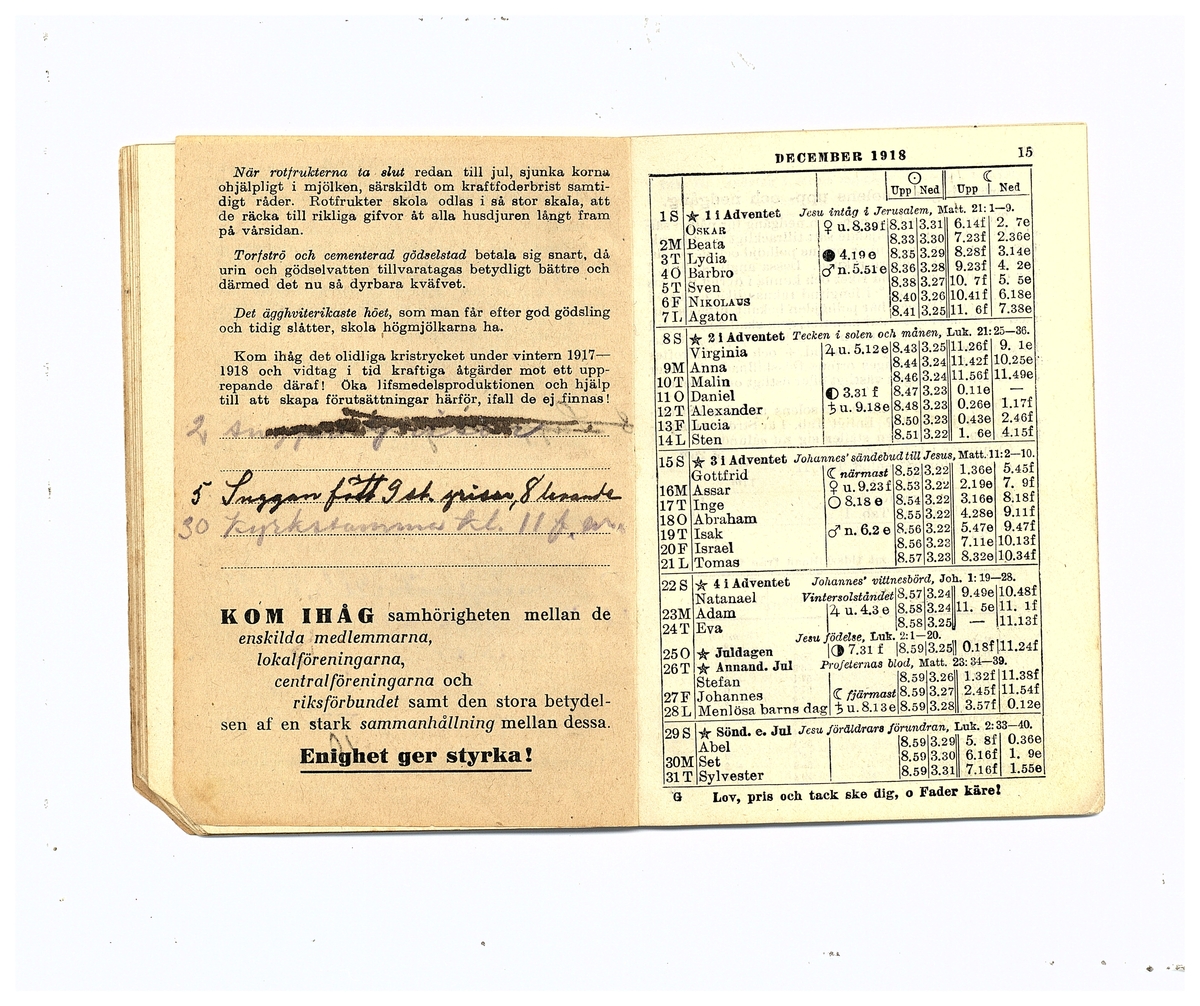 När rotfrukterna ta slut redan till jul, sjunka korna
ohjälpligt i mjölken, särskildt om kraftfoderbrist samti-
digt råder. Rotfrukter skola odlas i så stor skala, att
de räcka till rikliga gifvor åt alla husdjuren långt fram
på vårsidan.
Torfströ och cementerad gödselstad betala sig snart, då
urin och gödselvatten tillvaratagas betydligt bättre och
därmed det nu så dyrbara kväfvet.
Det ägghviterikaste höet, som man får efter god gödsling
och tidig slåtter, skola högmjölkarna ha.
Kom ihåg det olidliga kristrycket under vintern 1917—
1918 och vidtag i tid kraftiga åtgärder mot ett upp-
repande däraf! Öka lifsmedelsproduktionen och hjälp
till att skapa förutsättningar härför, ifall de ej finnas!
2
5 Suggan fått 9 st. grisar, 8 levande
30 Kyrkstämma kl. 11 f. m.
KOM IHÅG samhörigheten mellan de
enskilda medlemmarna,
lokalföreningarna,
centralföreningarna och
riksförbundet samt den stora betydel-
sen af en stark sammanhållning mellan dessa.
Enighet ger styrka!
DECEMBER 1918 15
☉ ☾
Upp Ned Upp Ned
1 S ★ 1 i Adventet Jesu intåg i Jerusalem, Matt. 21: 1—9.
OSKAR ♀ u. 8.39 f 8.31 3.31 6.14f 2. 7e
2 M Beata 8.33 3.30 7.23f 2.36e
3 T Lydia ● 4.19 e 8.35 3.29 8.28f 3.14e
4 O Barbro ♂ n. 5.51 e 8.36 3.28 9.23f 4. 2e
5 T Sven 8.38 3.27 10. 7f 5. 5e
6 F NIKOLAUS 8.40 3.26 10.41f 6.18e
7 L Agaton 8.41 3.25 11. 6f 7.38e
8 S ★ 2 i Adventet Tecken i solen och månen, Luk. 21: 25—36.
Virginia ♃ u. 5.12 e 8.43 3.25 11.26f 9. 1e
9 M Anna 8.44 3.24 11.42f 10.25e
10 T Malin 8.46 3.24 11.56f 11.49e
11 O Daniel ◐ 3.31 f 8.47 3.23 0.11e —
12 T Alexander ♄ u. 9.18 e 8.48 3.23 0.26e 1.17f
13 F Lucia 8.50 3.23 0.43e 2.46f
14 L Sten 8.51 3.22 1. 6e 4.15f
15 S ★ 3 i Adventet Johannes' sändebud till Jesus, Matt. 11: 2—10.
Gottfrid ☾ närmast 8.52 3.22 1.36e 5.45f
16 M Assar ♀ u. 9.23 f 8.53 3.22 2.19e 7. 9f
17 T Inge ○ 8.18 e 8.54 3.22 3.16e 8.18f
18 O Abraham 8.55 3.22 4.28e 9.11f
19 T Isak ♂ n. 6.2 e 8.56 3.22 5.47e 9.47f
20 F Israel 8.56 3.23 7.11e 10.13f
21 L Tomas 8.57 3.23 8.32e 10.34f
22 S ★ 4 i Adventet Johannes' vittnesbörd, Joh. 1: 19—28.
Natanael Vintersolståndet 8.57 3.24 9.49e 10.48f
23 M Adam ♃ u. 4.3 e 8.58 3.24 11. 5e 11. 1f
24 T Eva 8.58 3.25 — 11.13f
Jesu födelse, Luk. 2: 1—20.
25 O ★ Juldagen ◑ 7.31 f 8.59 3.25 0.18f 11.24f
26 T ★ Annand. Jul Profeternas blod, Matt. 23: 34—39.
Stefan 8.59 3.26 1.32f 11.38f
27 F Johannes ☾ fjärmast 8.59 3.27 2.45f 11.54f
28 L Menlösa barns dag ♄ u. 8.13 e 8.59 3.28 3.57f 0.12e
29 S ★ Sönd. e. Jul Jesu föräldrars förundran, Luk. 2: 33—40.
Abel 8.59 3.29 5. 8f 0.36e
30 M Set 8.59 3.30 6.16f 1. 9e
31 T Sylvester 8.59 3.31 7.16f 1.55e
G Lov, pris och tack ske dig, o Fader käre!